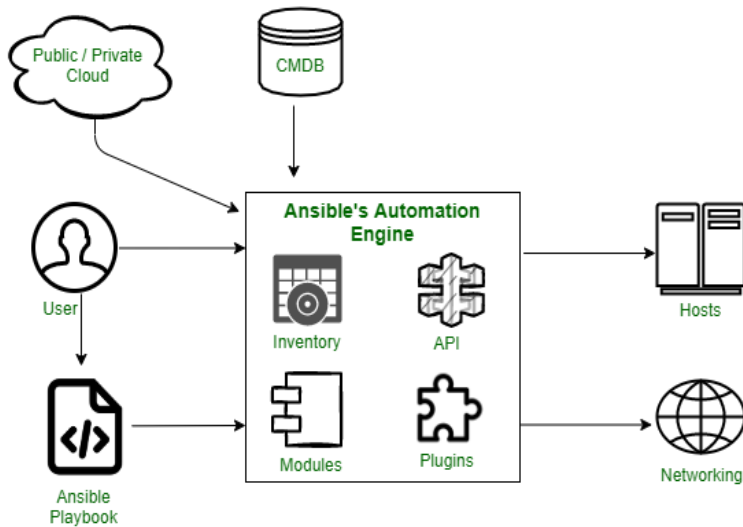 Public / Private
Cloud
CMDB
Ansible's Automation
Engine
User
Inventory
API
Hosts
Modules
Plugins
Ansible
Playbook
Networking